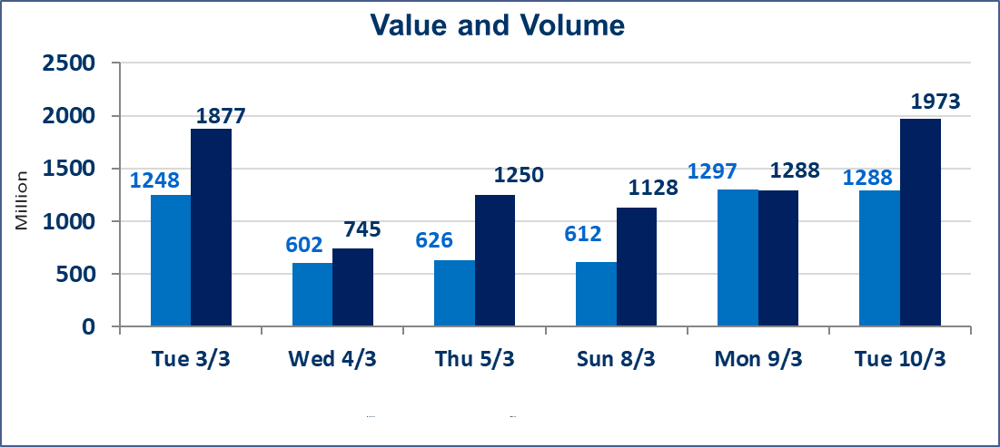 Value and Volume
2500
2000
1500
1000
500
0
Million
1248
1877
602
745
626
1250
612
1128
1297
1288
1288
1973
Tue 3/3
Wed 4/3
Thu 5/3
Sun 8/3
Mon 9/3
Tue 10/3